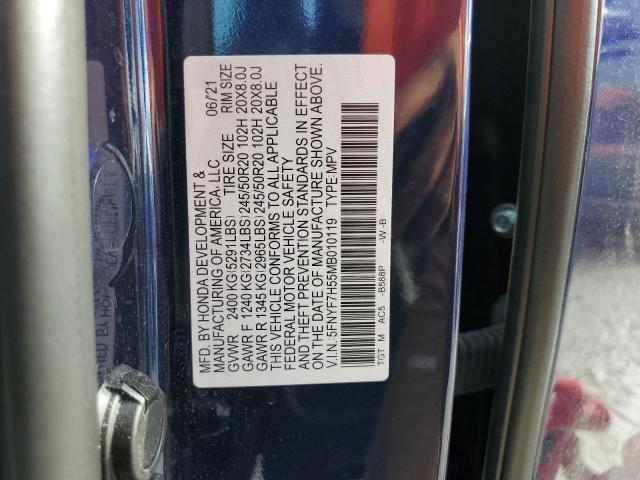 MFD. BY HONDA DEVELOPMENT &
MANUFACTURING OF AMERICA, LLC 06/21
GVWR 2400 KG(5291LBS) TIRE SIZE RIM SIZE
GAWR F 1240 KG(2734LBS) 245/50R20 102H 20X8.0J
GAWR R 1345 KG(2965LBS) 245/50R20 102H 20X8.0J
THIS VEHICLE CONFORMS TO ALL APPLICABLE
FEDERAL MOTOR VEHICLE SAFETY
AND THEFT PREVENTION STANDARDS IN EFFECT
ON THE DATE OF MANUFACTURE SHOWN ABOVE.
V.I.N.:5FNYF7H55MB010119 TYPE:MPV
TGT M AC5 -B588P -W-B